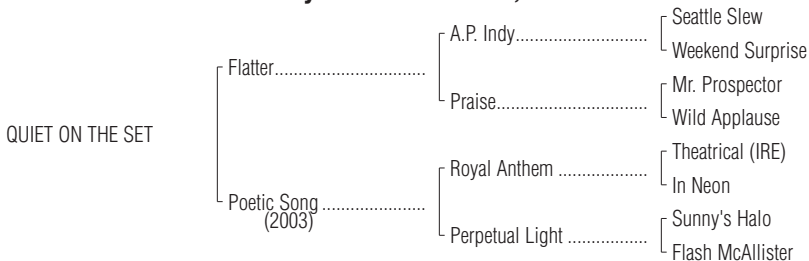 Seattle Slew
A.P. Indy
Weekend Surprise
Flatter
Mr. Prospector
Praise
Wild Applause
QUIET ON THE SET
Theatrical (IRE)
Royal Anthem
In Neon
Poetic Song
(2003)
Sunny's Halo
Perpetual Light
Flash McAllister